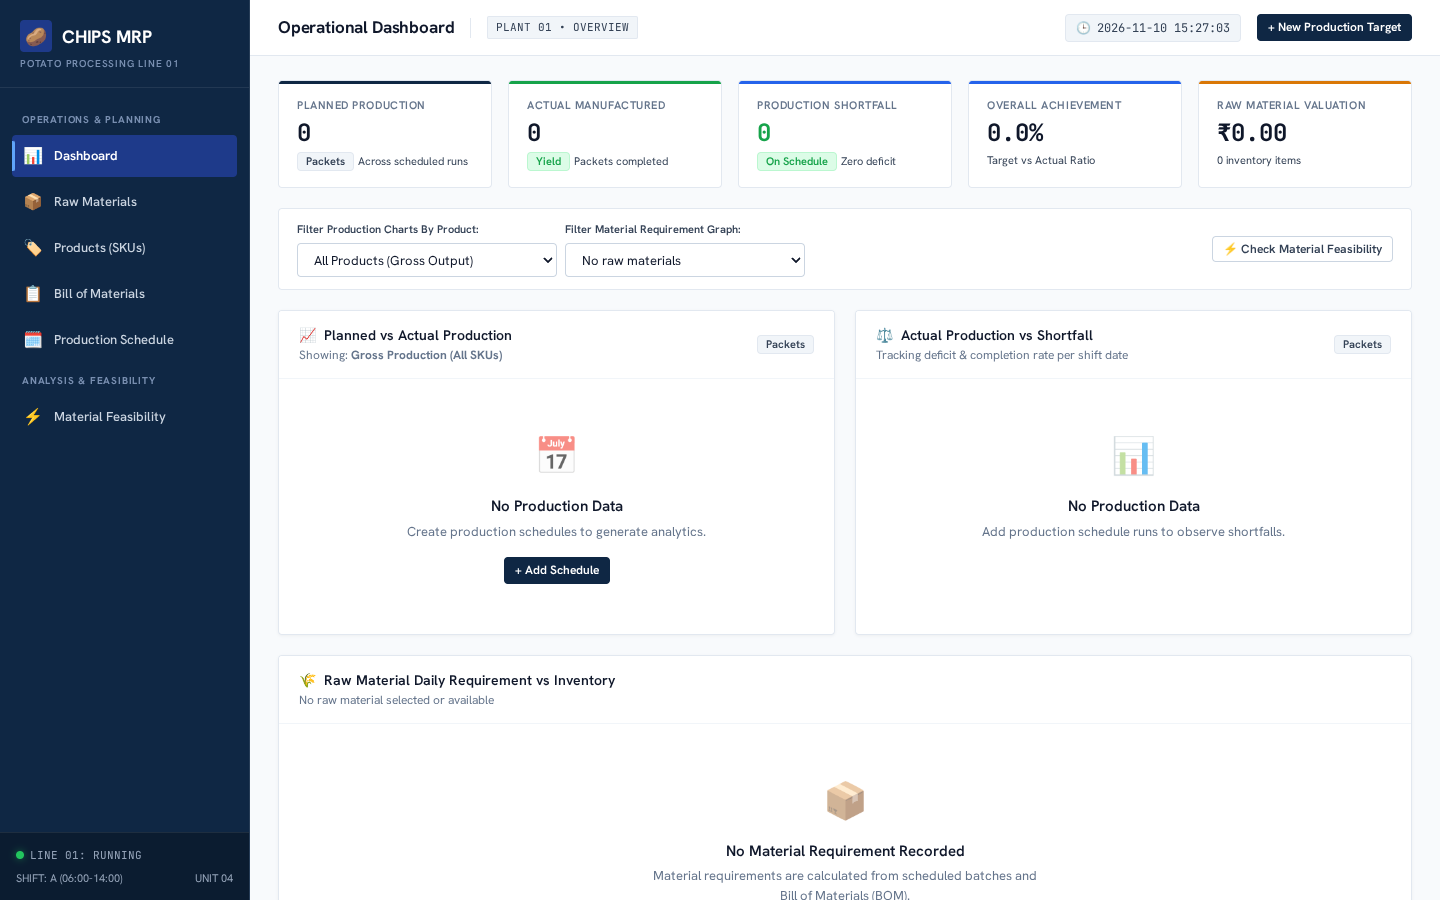 CHIPS MRP
POTATO PROCESSING LINE 01
OPERATIONS & PLANNING
Dashboard
Raw Materials
Products (SKUs)
Bill of Materials
Production Schedule
ANALYSIS & FEASIBILITY
Material Feasibility
LINE 01: RUNNING
SHIFT: A (06:00-14:00) UNIT 04
Operational Dashboard
PLANT 01 • OVERVIEW
2026-11-10 15:27:03
+ New Production Target
PLANNED PRODUCTION
0
Packets Across scheduled runs
ACTUAL MANUFACTURED
0
Yield Packets completed
PRODUCTION SHORTFALL
0
On Schedule Zero deficit
OVERALL ACHIEVEMENT
0.0%
Target vs Actual Ratio
RAW MATERIAL VALUATION
₹0.00
0 inventory items
Filter Production Charts By Product:
All Products (Gross Output)
Filter Material Requirement Graph:
No raw materials
⚡ Check Material Feasibility
Planned vs Actual Production
Showing: Gross Production (All SKUs)
Packets
July
17
No Production Data
Create production schedules to generate analytics.
+ Add Schedule
Actual Production vs Shortfall
Tracking deficit & completion rate per shift date
Packets
No Production Data
Add production schedule runs to observe shortfalls.
Raw Material Daily Requirement vs Inventory
No raw material selected or available
No Material Requirement Recorded
Material requirements are calculated from scheduled batches and
Bill of Materials (BOM).